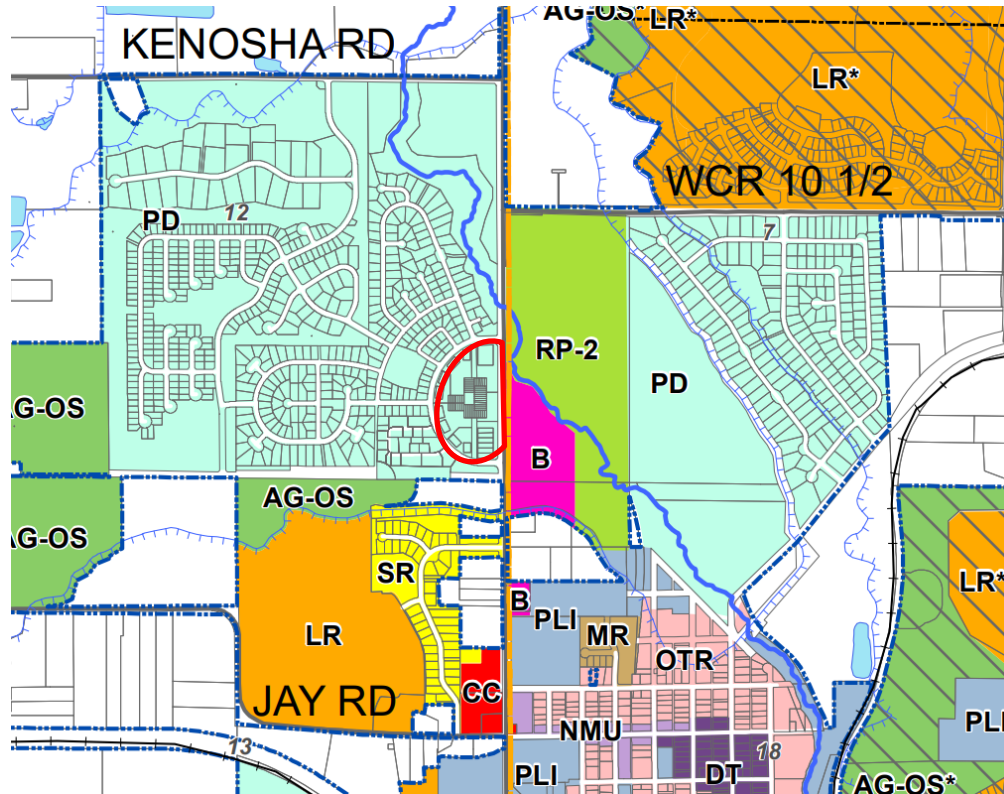 AG-OS*
LR*
KENOSHA RD
LR*
WCR 10 1/2
PD
12
7
RP-2
PD
AG-OS
B
AG-OS
AG-OS
SR
LR*
B
PLI
MR
LR
OTR
CC
JAY RD
NMU
PLI
13
18
PLI
DT
AG-OS*